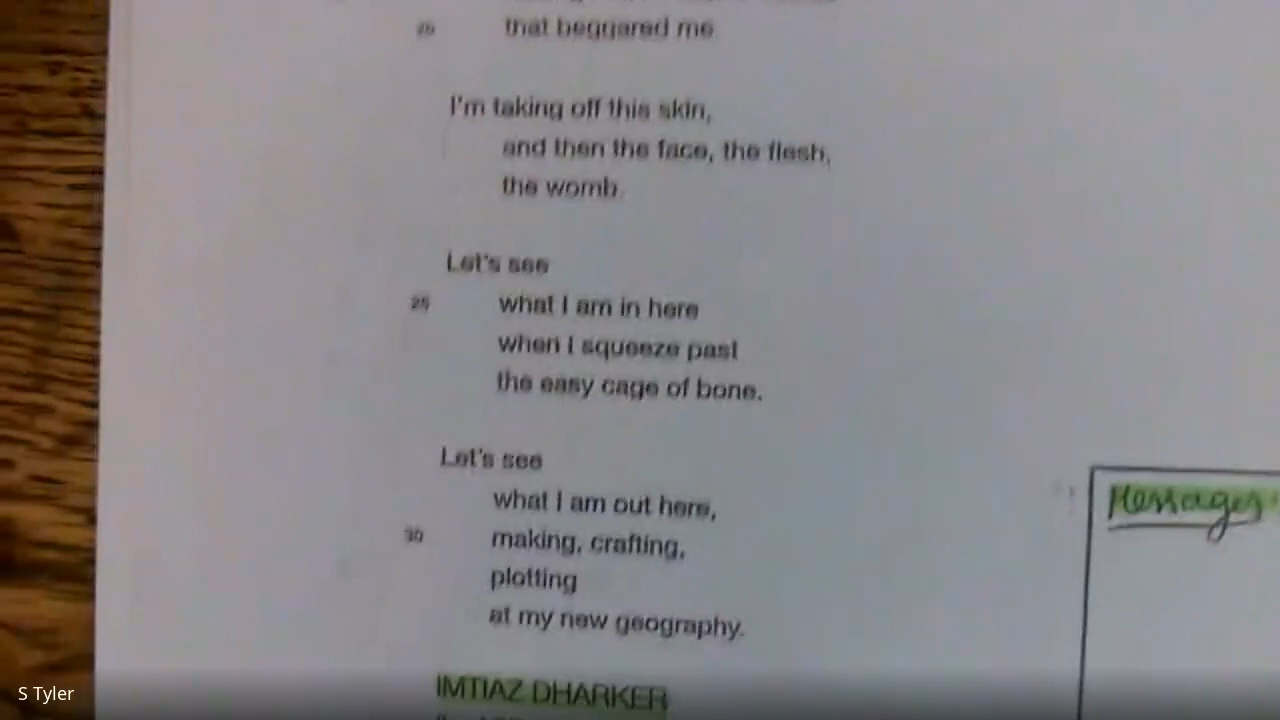 20 that beggared me.
I'm taking off this skin,
and then the face, the flesh,
the womb.
Let's see
25 what I am in here
when I squeeze past
the easy cage of bone.
Let's see
what I am out here,
30 making, crafting,
plotting
at my new geography.
Messages
IMTIAZ DHARKER
S Tyler